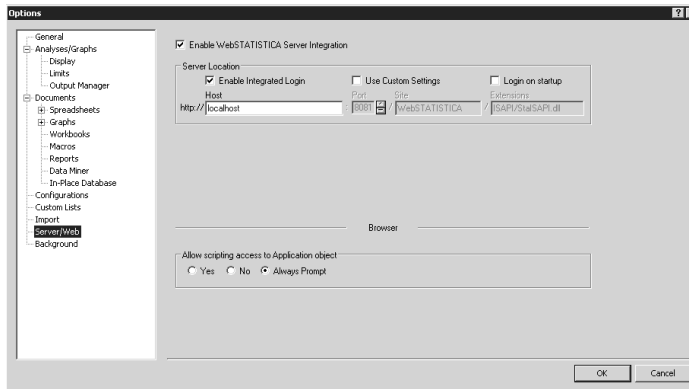 Options
?
General
Analyses/Graphs
Display
Limits
Output Manager
Documents
Spreadsheets
Graphs
Workbooks
Macros
Reports
Data Miner
In-Place Database
Configurations
Custom Lists
Import
Server/Web
Background
Enable WebSTATISTICA Server Integration
Server Location
Enable Integrated Login Use Custom Settings Login on startup
Host Port Site Extensions
http:// localhost : 8081 / WebSTATISTICA / ISAPI/StaISAPI.dll
Browser
Allow scripting access to Application object
Yes No Always Prompt
OK Cancel